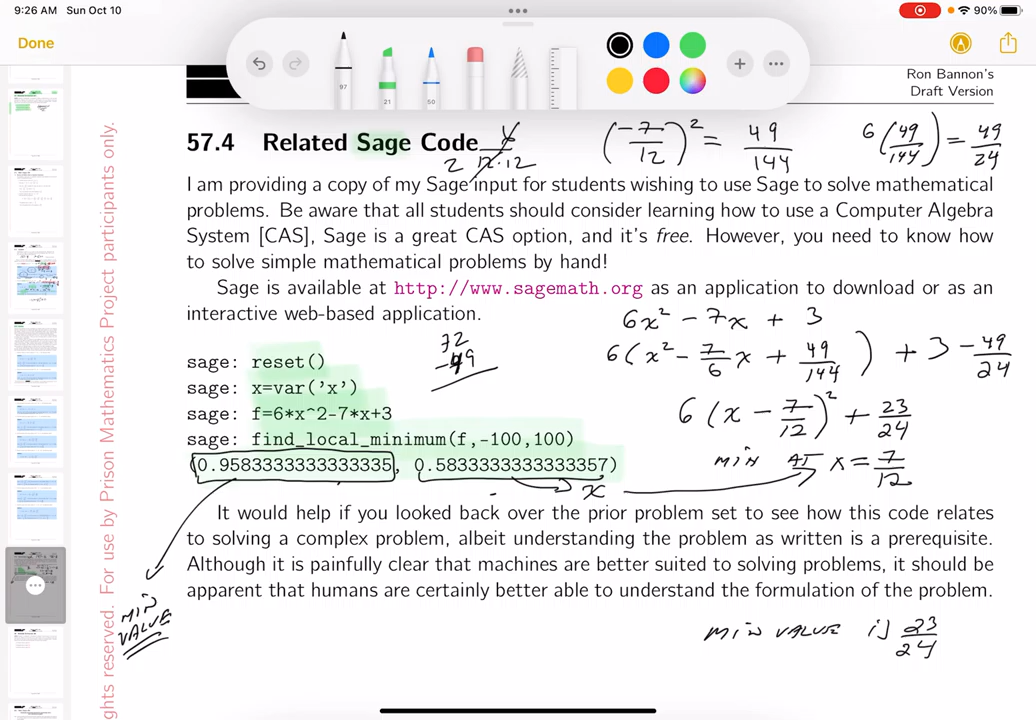 9:26 AM Sun Oct 10
90%
Done
97
21
50
Ron Bannon's
Draft Version
57.4 Related Sage Code
2 12·12
(-7/12)² = 49/144
6(49/144) = 49/24
I am providing a copy of my Sage input for students wishing to use Sage to solve mathematical
problems. Be aware that all students should consider learning how to use a Computer Algebra
System [CAS], Sage is a great CAS option, and it's free. However, you need to know how
to solve simple mathematical problems by hand!
Sage is available at http://www.sagemath.org as an application to download or as an
interactive web-based application.
6x² - 7x + 3
72
-49
6(x² - 7/6 x + 49/144) + 3 - 49/24
6(x - 7/12)² + 23/24
MIN AT x = 7/12
sage: reset()
sage: x=var('x')
sage: f=6*x^2-7*x+3
sage: find_local_minimum(f,-100,100)
(0.9583333333333335, 0.5833333333333357)
x
It would help if you looked back over the prior problem set to see how this code relates
to solving a complex problem, albeit understanding the problem as written is a prerequisite.
Although it is painfully clear that machines are better suited to solving problems, it should be
apparent that humans are certainly better able to understand the formulation of the problem.
MIN
VALUE
MIN VALUE is 23/24
ghts reserved. For use by Prison Mathematics Project participants only.